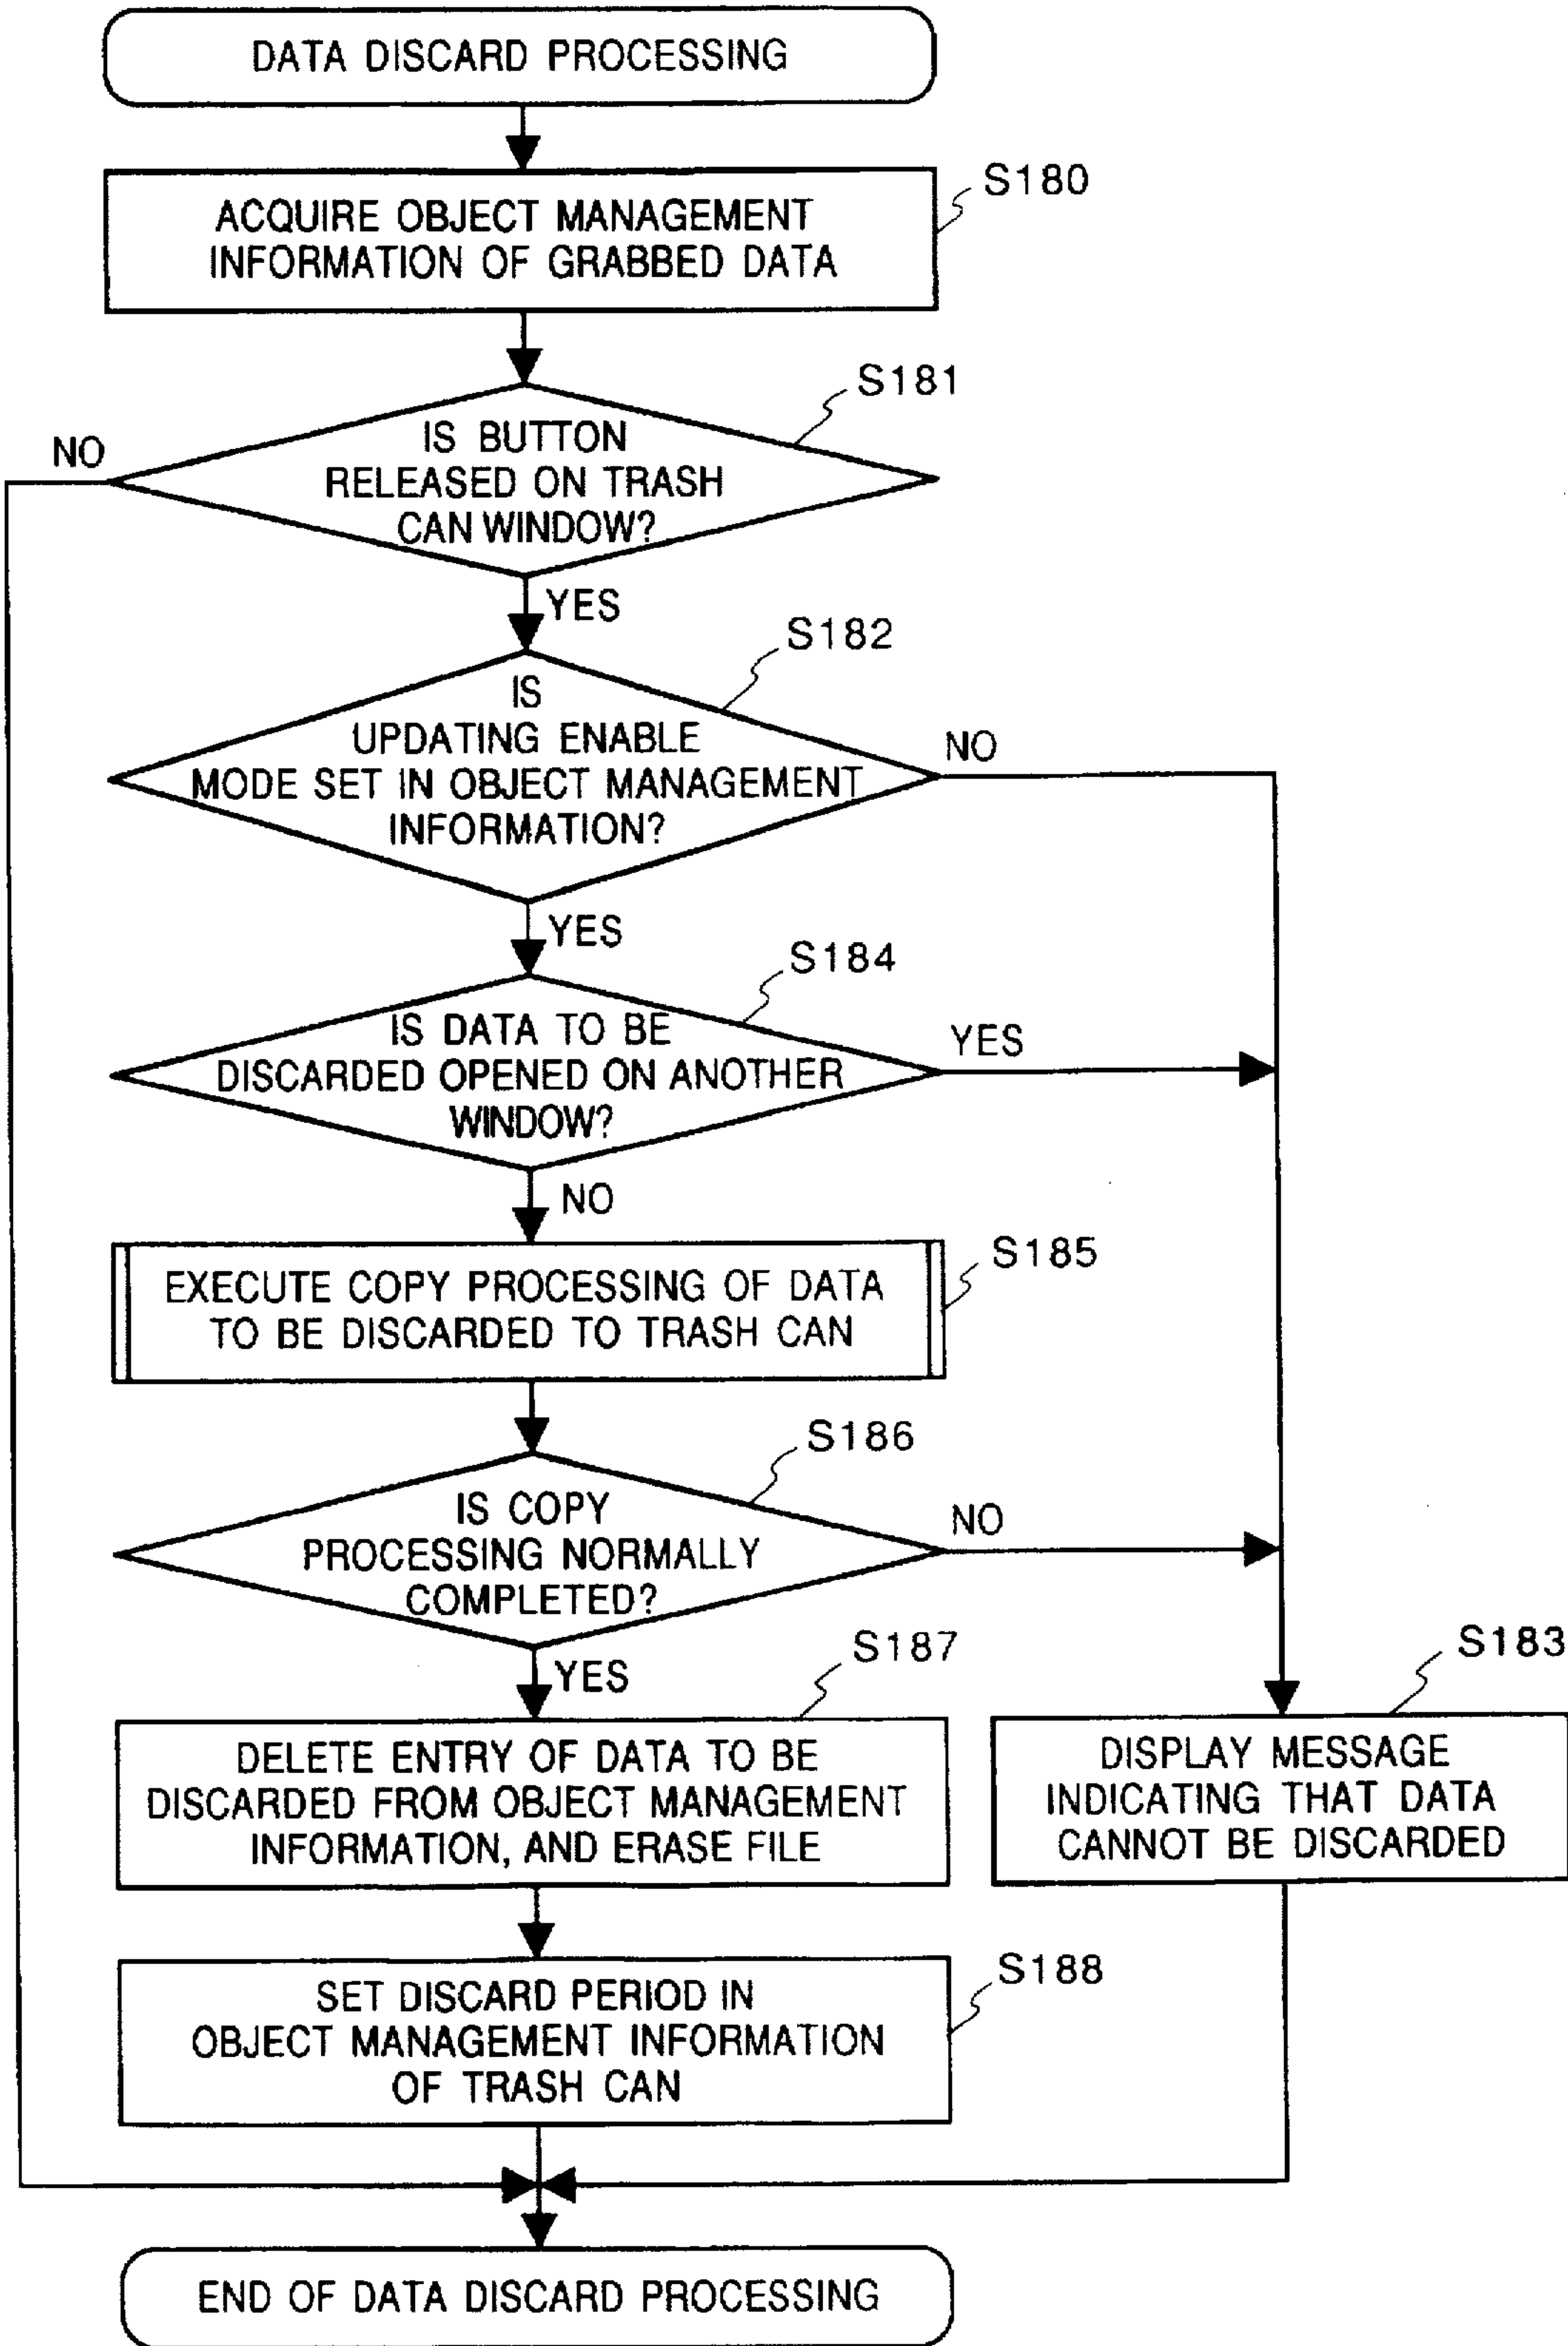 DATA DISCARD PROCESSING
S180
ACQUIRE OBJECT MANAGEMENT
INFORMATION OF GRABBED DATA
S181
NO
IS BUTTON
RELEASED ON TRASH
CAN WINDOW?
YES
S182
IS
UPDATING ENABLE
MODE SET IN OBJECT MANAGEMENT
INFORMATION?
NO
YES
S184
IS DATA TO BE
DISCARDED OPENED ON ANOTHER
WINDOW?
YES
NO
S185
EXECUTE COPY PROCESSING OF DATA
TO BE DISCARDED TO TRASH CAN
S186
IS COPY
PROCESSING NORMALLY
COMPLETED?
NO
YES
S187
DELETE ENTRY OF DATA TO BE
DISCARDED FROM OBJECT MANAGEMENT
INFORMATION, AND ERASE FILE
S183
DISPLAY MESSAGE
INDICATING THAT DATA
CANNOT BE DISCARDED
S188
SET DISCARD PERIOD IN
OBJECT MANAGEMENT INFORMATION
OF TRASH CAN
END OF DATA DISCARD PROCESSING